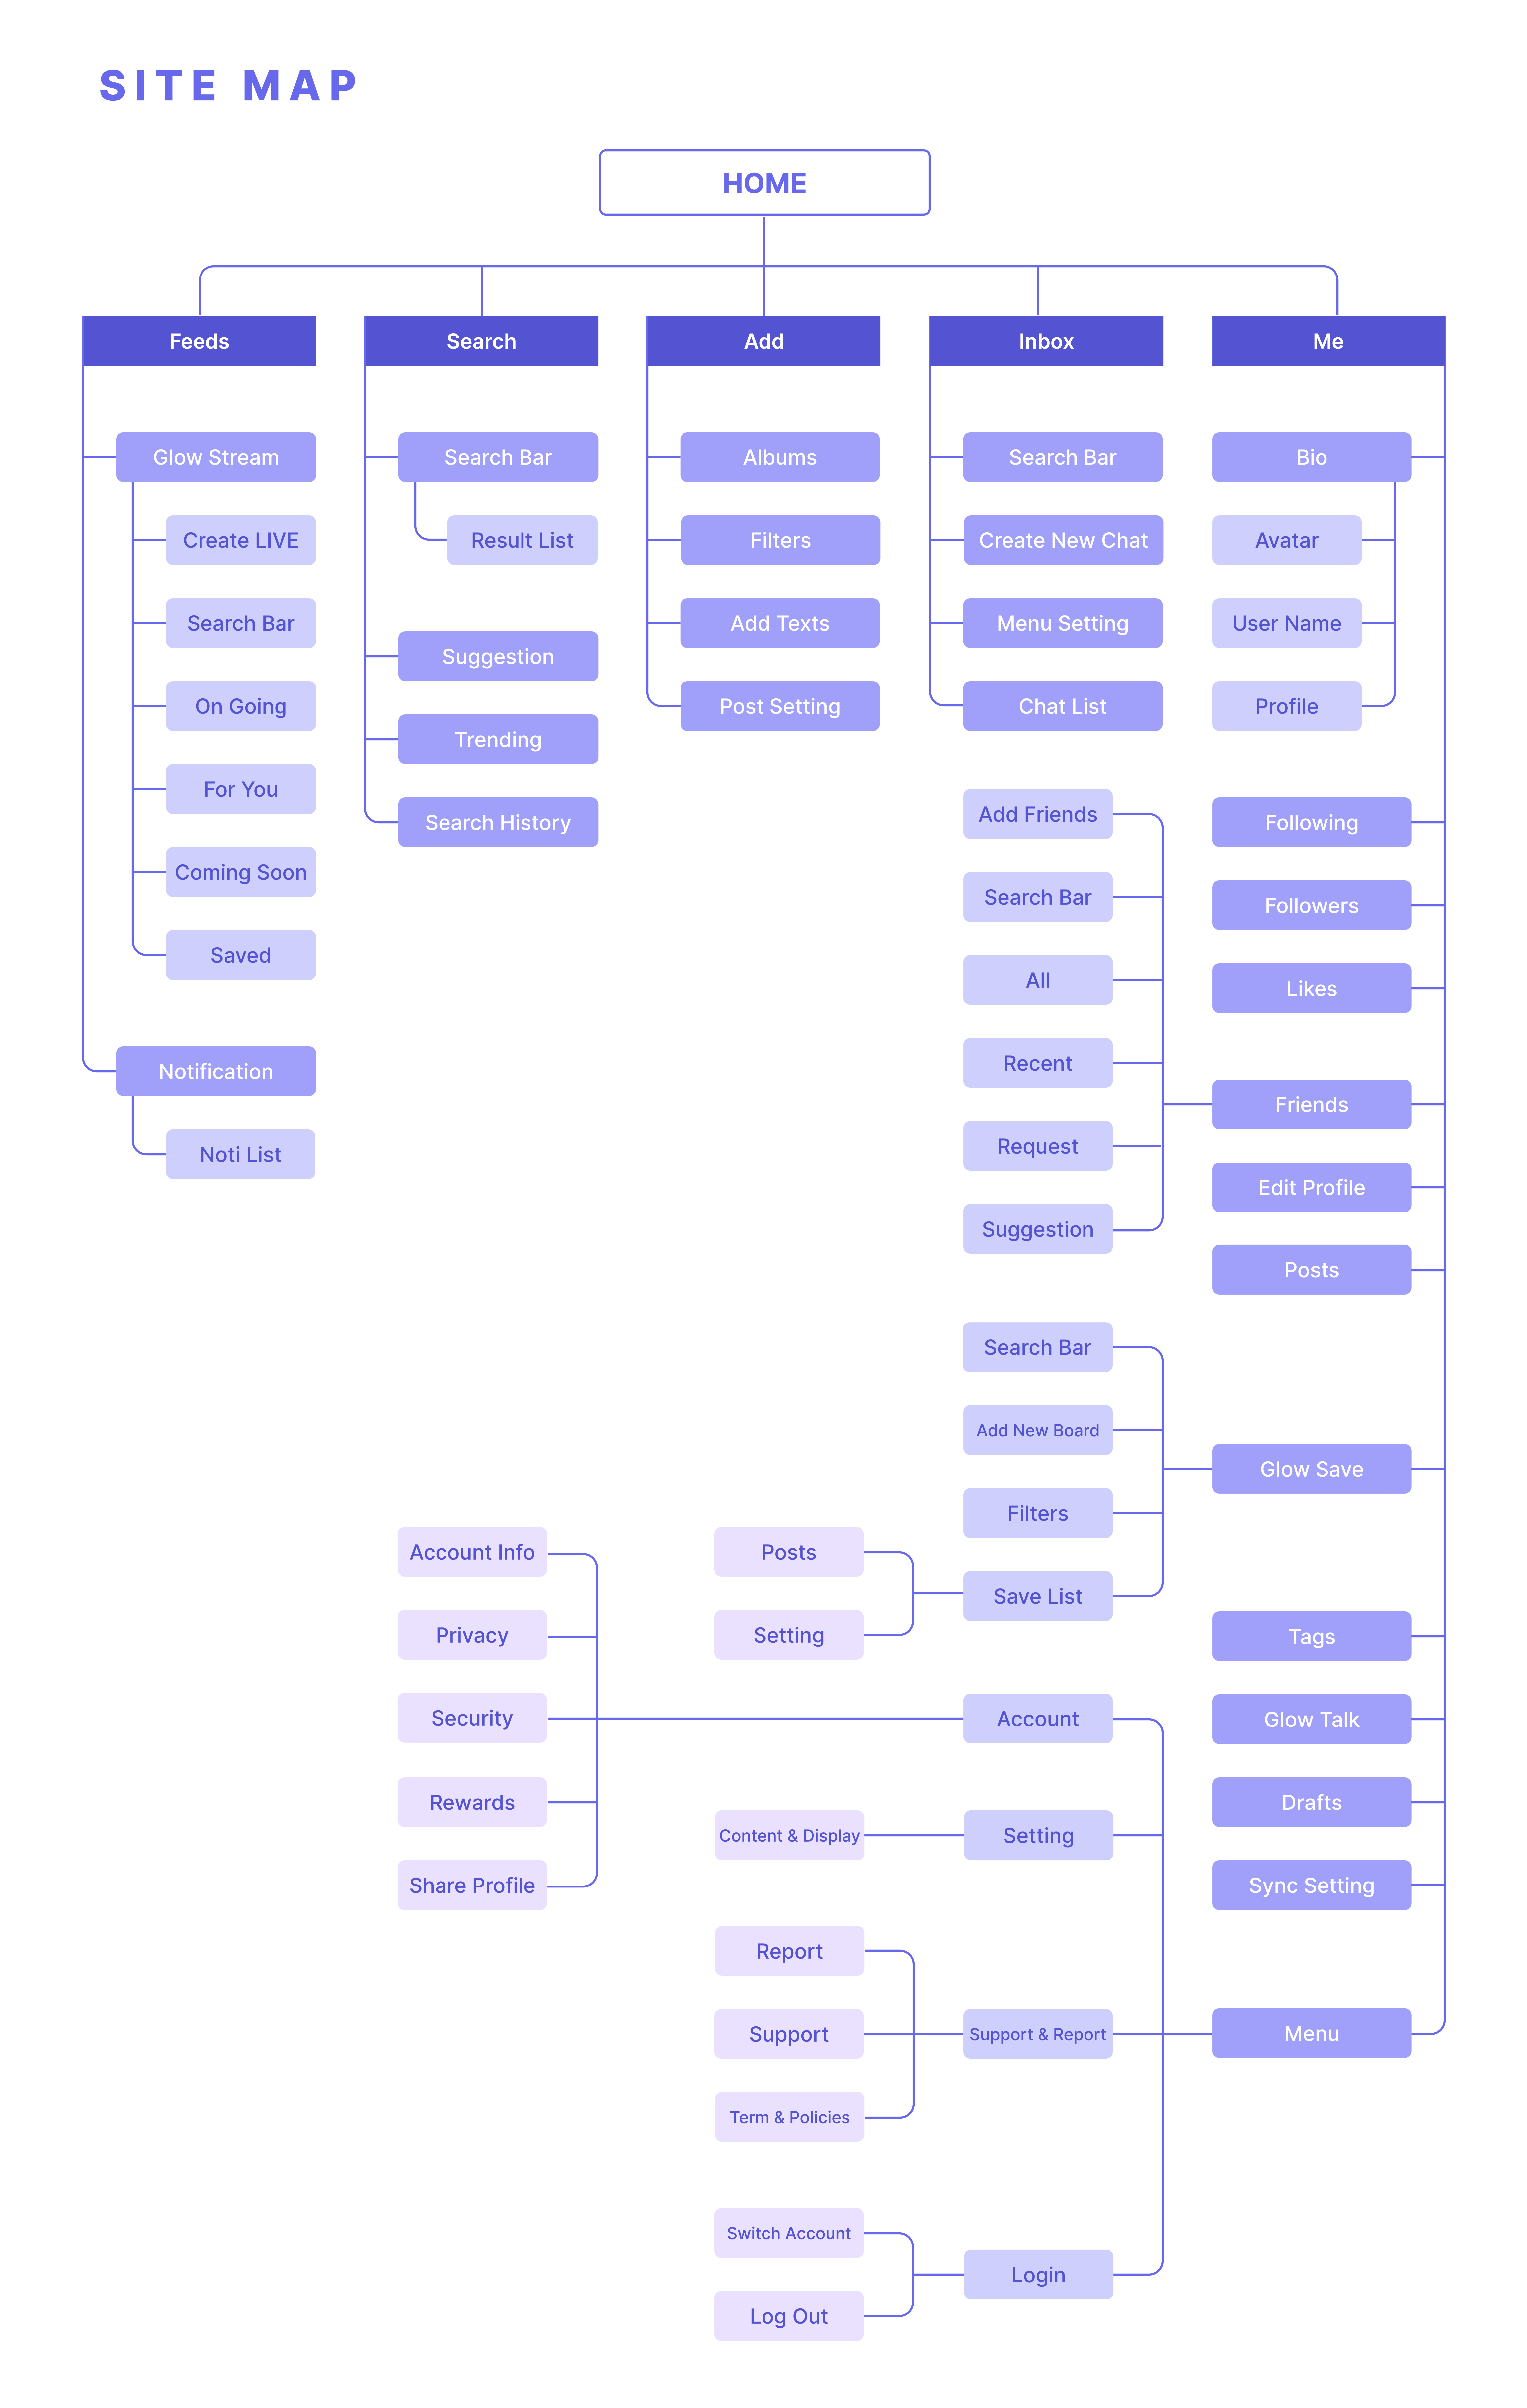 SITE MAP
HOME
Feeds
Search
Add
Inbox
Me
Glow Stream
Create LIVE
Search Bar
On Going
For You
Coming Soon
Saved
Notification
Noti List
Search Bar
Result List
Suggestion
Trending
Search History
Albums
Filters
Add Texts
Post Setting
Search Bar
Create New Chat
Menu Setting
Chat List
Bio
Avatar
User Name
Profile
Following
Followers
Likes
Friends
Add Friends
Search Bar
All
Recent
Request
Suggestion
Edit Profile
Posts
Glow Save
Search Bar
Add New Board
Filters
Save List
Posts
Setting
Tags
Glow Talk
Drafts
Sync Setting
Menu
Account
Account Info
Privacy
Security
Rewards
Share Profile
Setting
Content & Display
Support & Report
Report
Support
Term & Policies
Login
Switch Account
Log Out